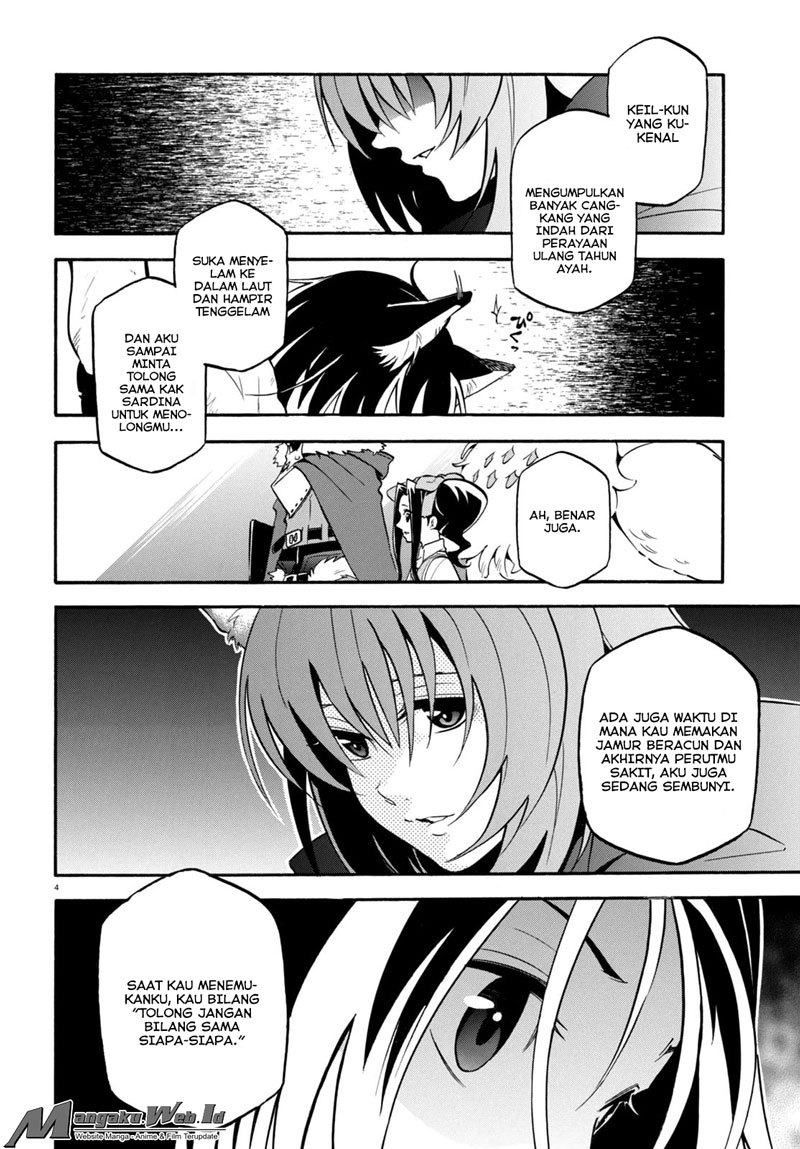 KEIL-KUN
YANG KU-
KENAL
MENGUMPULKAN
BANYAK CANG-
KANG YANG
INDAH DARI
PERAYAAN
ULANG TAHUN
AYAH.
SUKA MENYE-
LAM KE
DALAM LAUT
DAN HAMPIR
TENGGELAM
DAN AKU
SAMPAI
MINTA
TOLONG
SAMA KAK
SARDINA
UNTUK MENO-
LONGMU...
ぴくっ
AH, BENAR
JUGA.
ADA JUGA WAKTU DI
MANA KAU MEMAKAN
JAMUR BERACUN DAN
AKHIRNYA PERUTMU
SAKIT, AKU JUGA
SEDANG SEMBUNYI.
4
SAAT KAU MENEMU-
KANKU, KAU BILANG
"TOLONG JANGAN
BILANG SAMA
SIAPA-SIAPA."
Mangaku.Web.Id
Website Manga - Anime & Film Terupdate